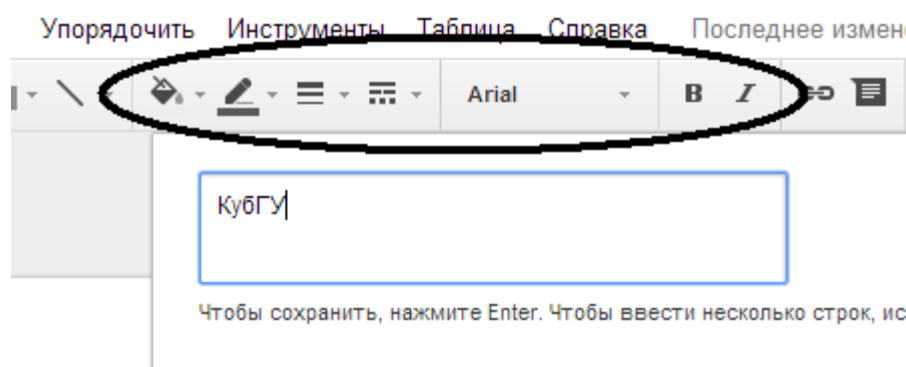 Упорядочить Инструменты Таблица Справка Последнее измен
Arial B I
КубГУ
Чтобы сохранить, нажмите Enter. Чтобы ввести несколько строк, ис